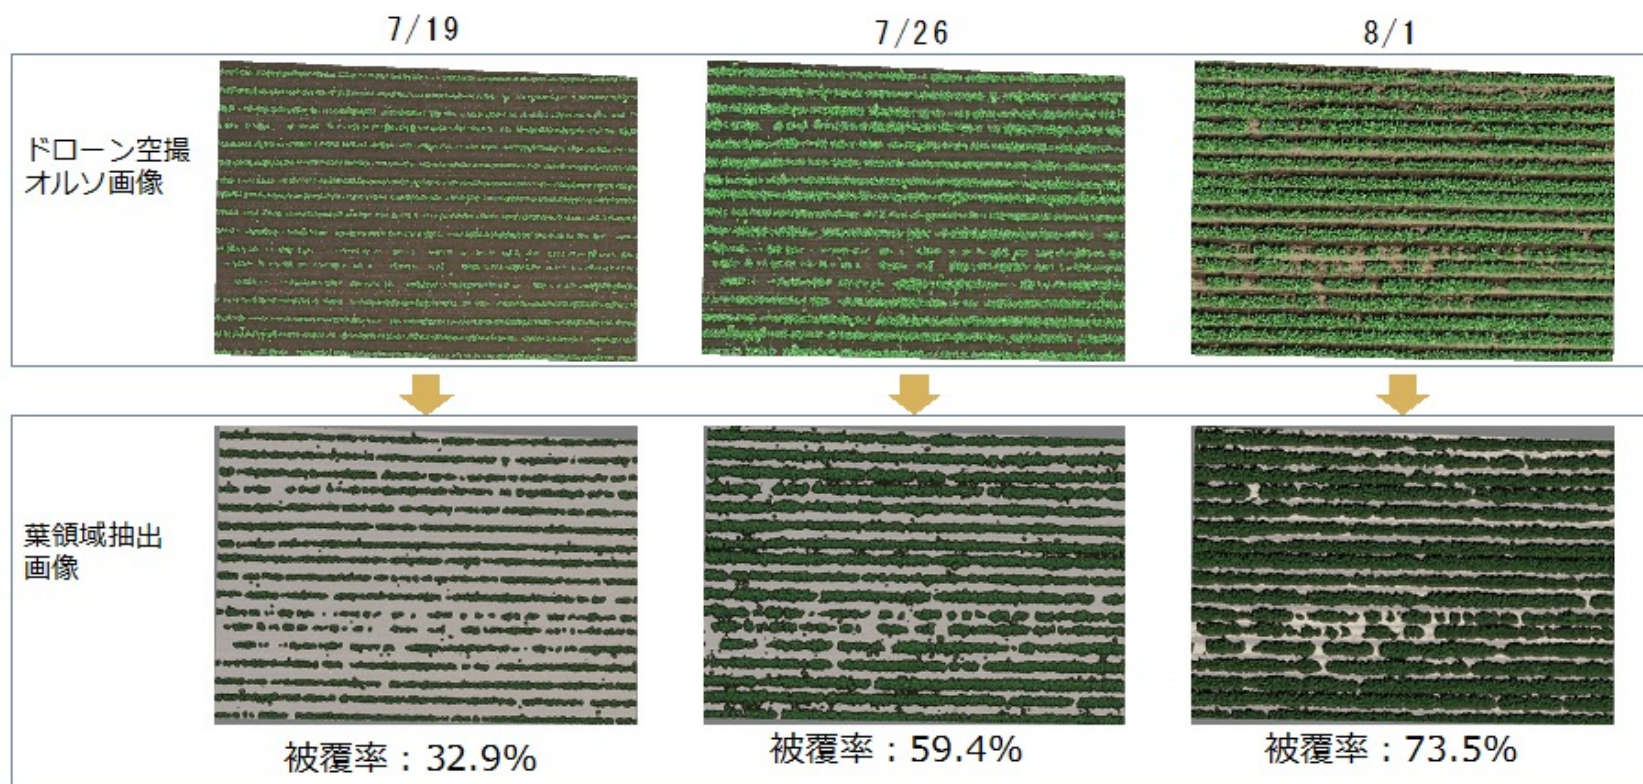 7/19
7/26
8/1
ドローン空撮
オルソ画像
葉領域抽出
画像
被覆率：32.9%
被覆率：59.4%
被覆率：73.5%